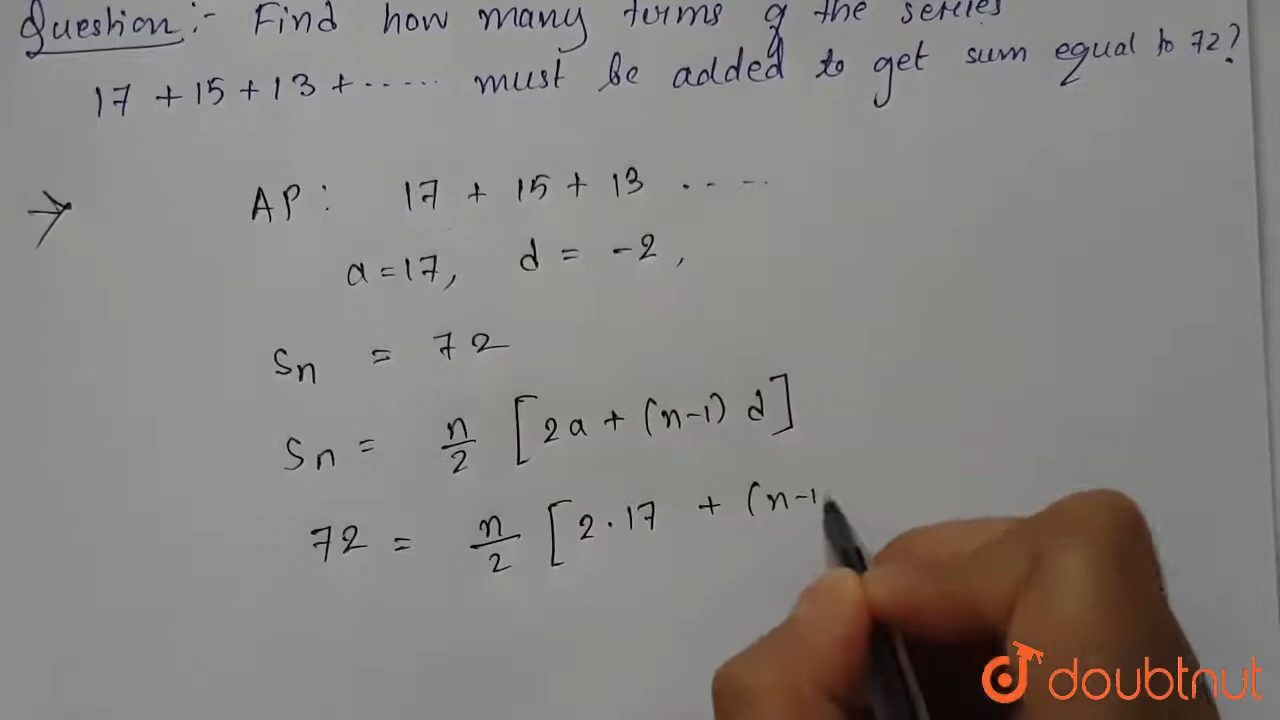 Question :- Find how many terms of the series
17 + 15 + 13 + ...... must be added to get sum equal to 72?
AP : 17 + 15 + 13 .....
a = 17, d = -2,
Sn = 72
Sn = n/2 [2a + (n-1) d]
72 = n/2 [2.17 + (n-1
doubtnut